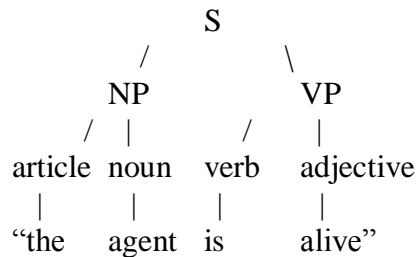 S
NP VP
article noun verb adjective
“the agent is alive”